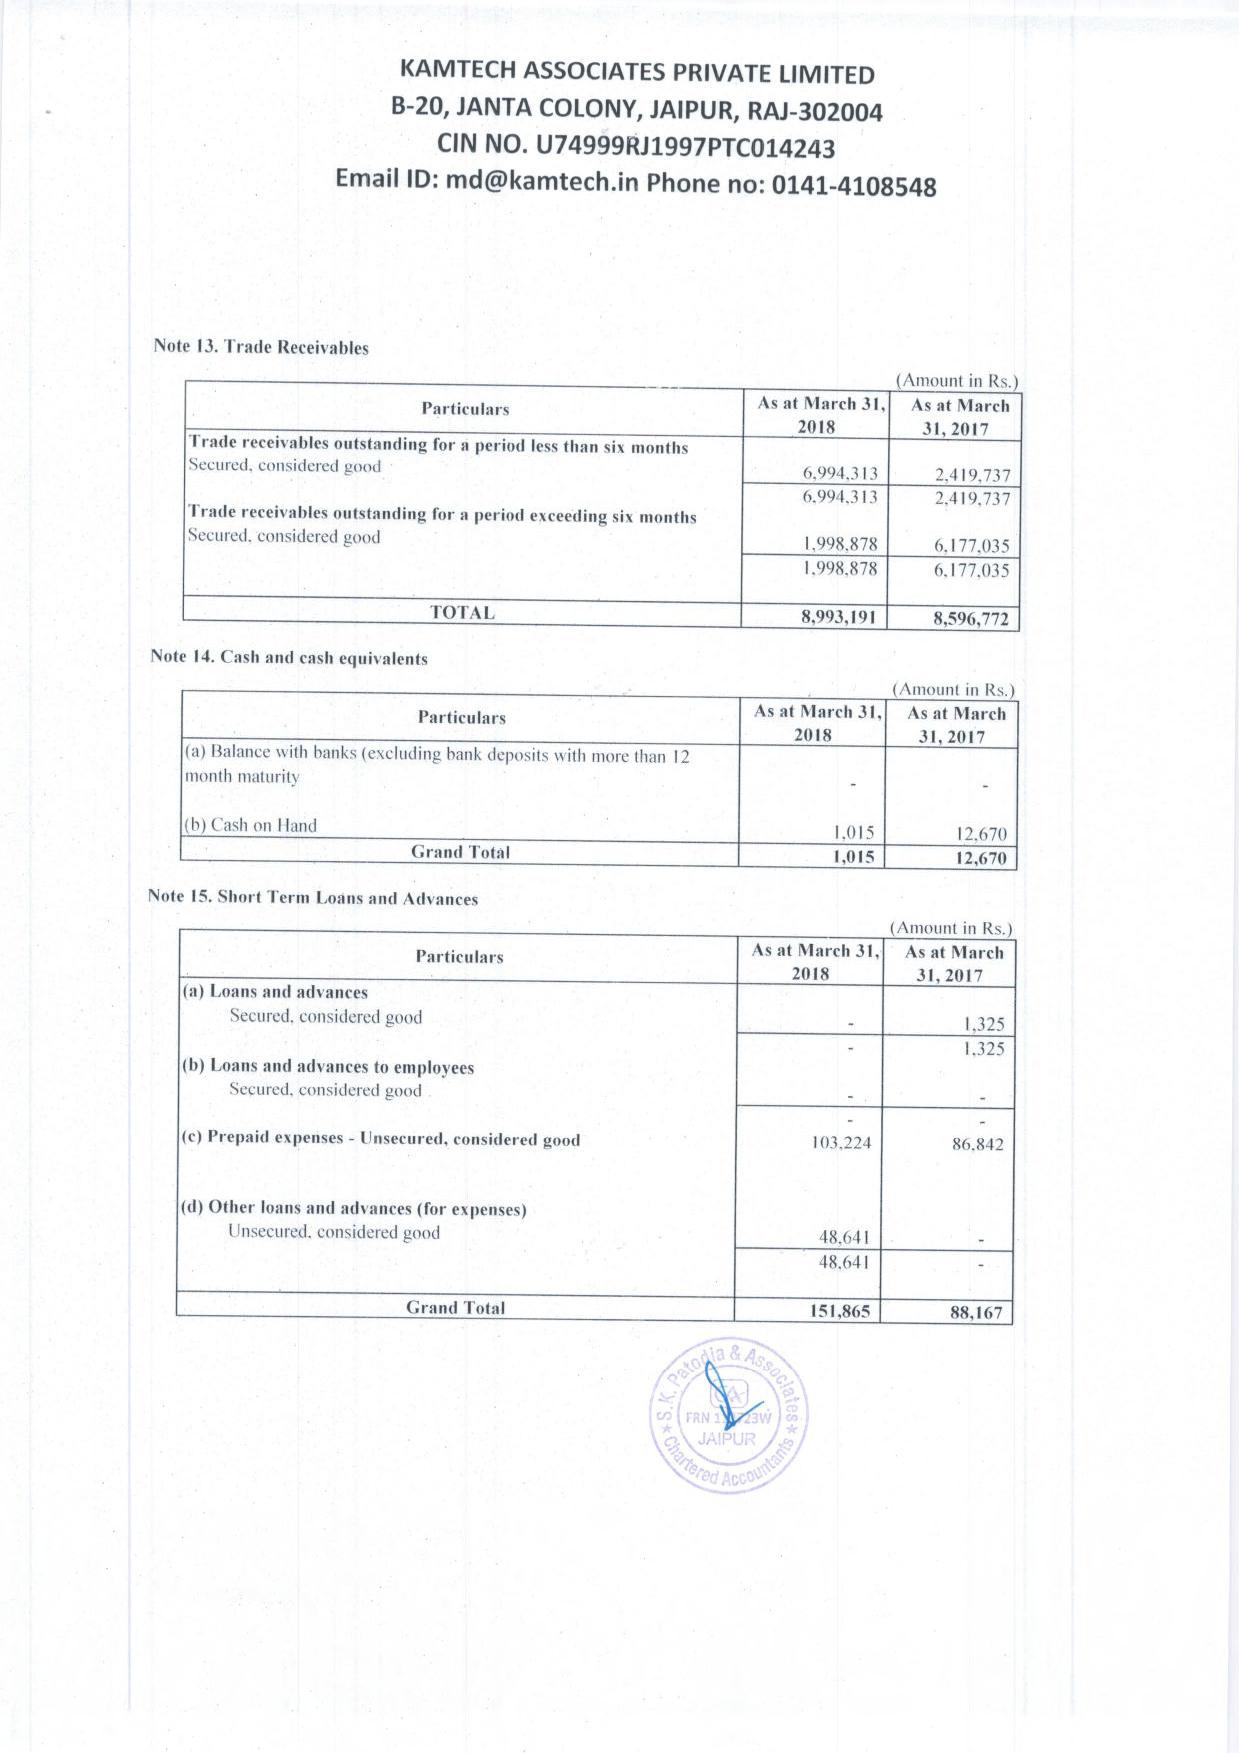 KAMTECH ASSOCIATES PRIVATE LIMITED
B-20, JANTA COLONY, JAIPUR, RAJ-302004
CIN NO. U74999RJ1997PTC014243
Email ID: md@kamtech.in Phone no: 0141-4108548
Note 13. Trade Receivables
(Amount in Rs.)
Particulars As at March 31, 2018 As at March 31, 2017
Trade receivables outstanding for a period less than six months
Secured, considered good 6,994,313 2,419,737
6,994,313 2,419,737
Trade receivables outstanding for a period exceeding six months
Secured, considered good 1,998,878 6,177,035
1,998,878 6,177,035
TOTAL 8,993,191 8,596,772
Note 14. Cash and cash equivalents
(Amount in Rs.)
Particulars As at March 31, 2018 As at March 31, 2017
(a) Balance with banks (excluding bank deposits with more than 12
month maturity - -
(b) Cash on Hand 1,015 12,670
Grand Total 1,015 12,670
Note 15. Short Term Loans and Advances
(Amount in Rs.)
Particulars As at March 31, 2018 As at March 31, 2017
(a) Loans and advances
Secured, considered good - 1,325
- 1,325
(b) Loans and advances to employees
Secured, considered good - -
- -
(c) Prepaid expenses - Unsecured, considered good 103,224 86,842
(d) Other loans and advances (for expenses)
Unsecured, considered good 48,641 -
48,641 -
Grand Total 151,865 88,167
S. K. Patodia & Associates
CA
FRN
JAIPUR
Chartered Accountants